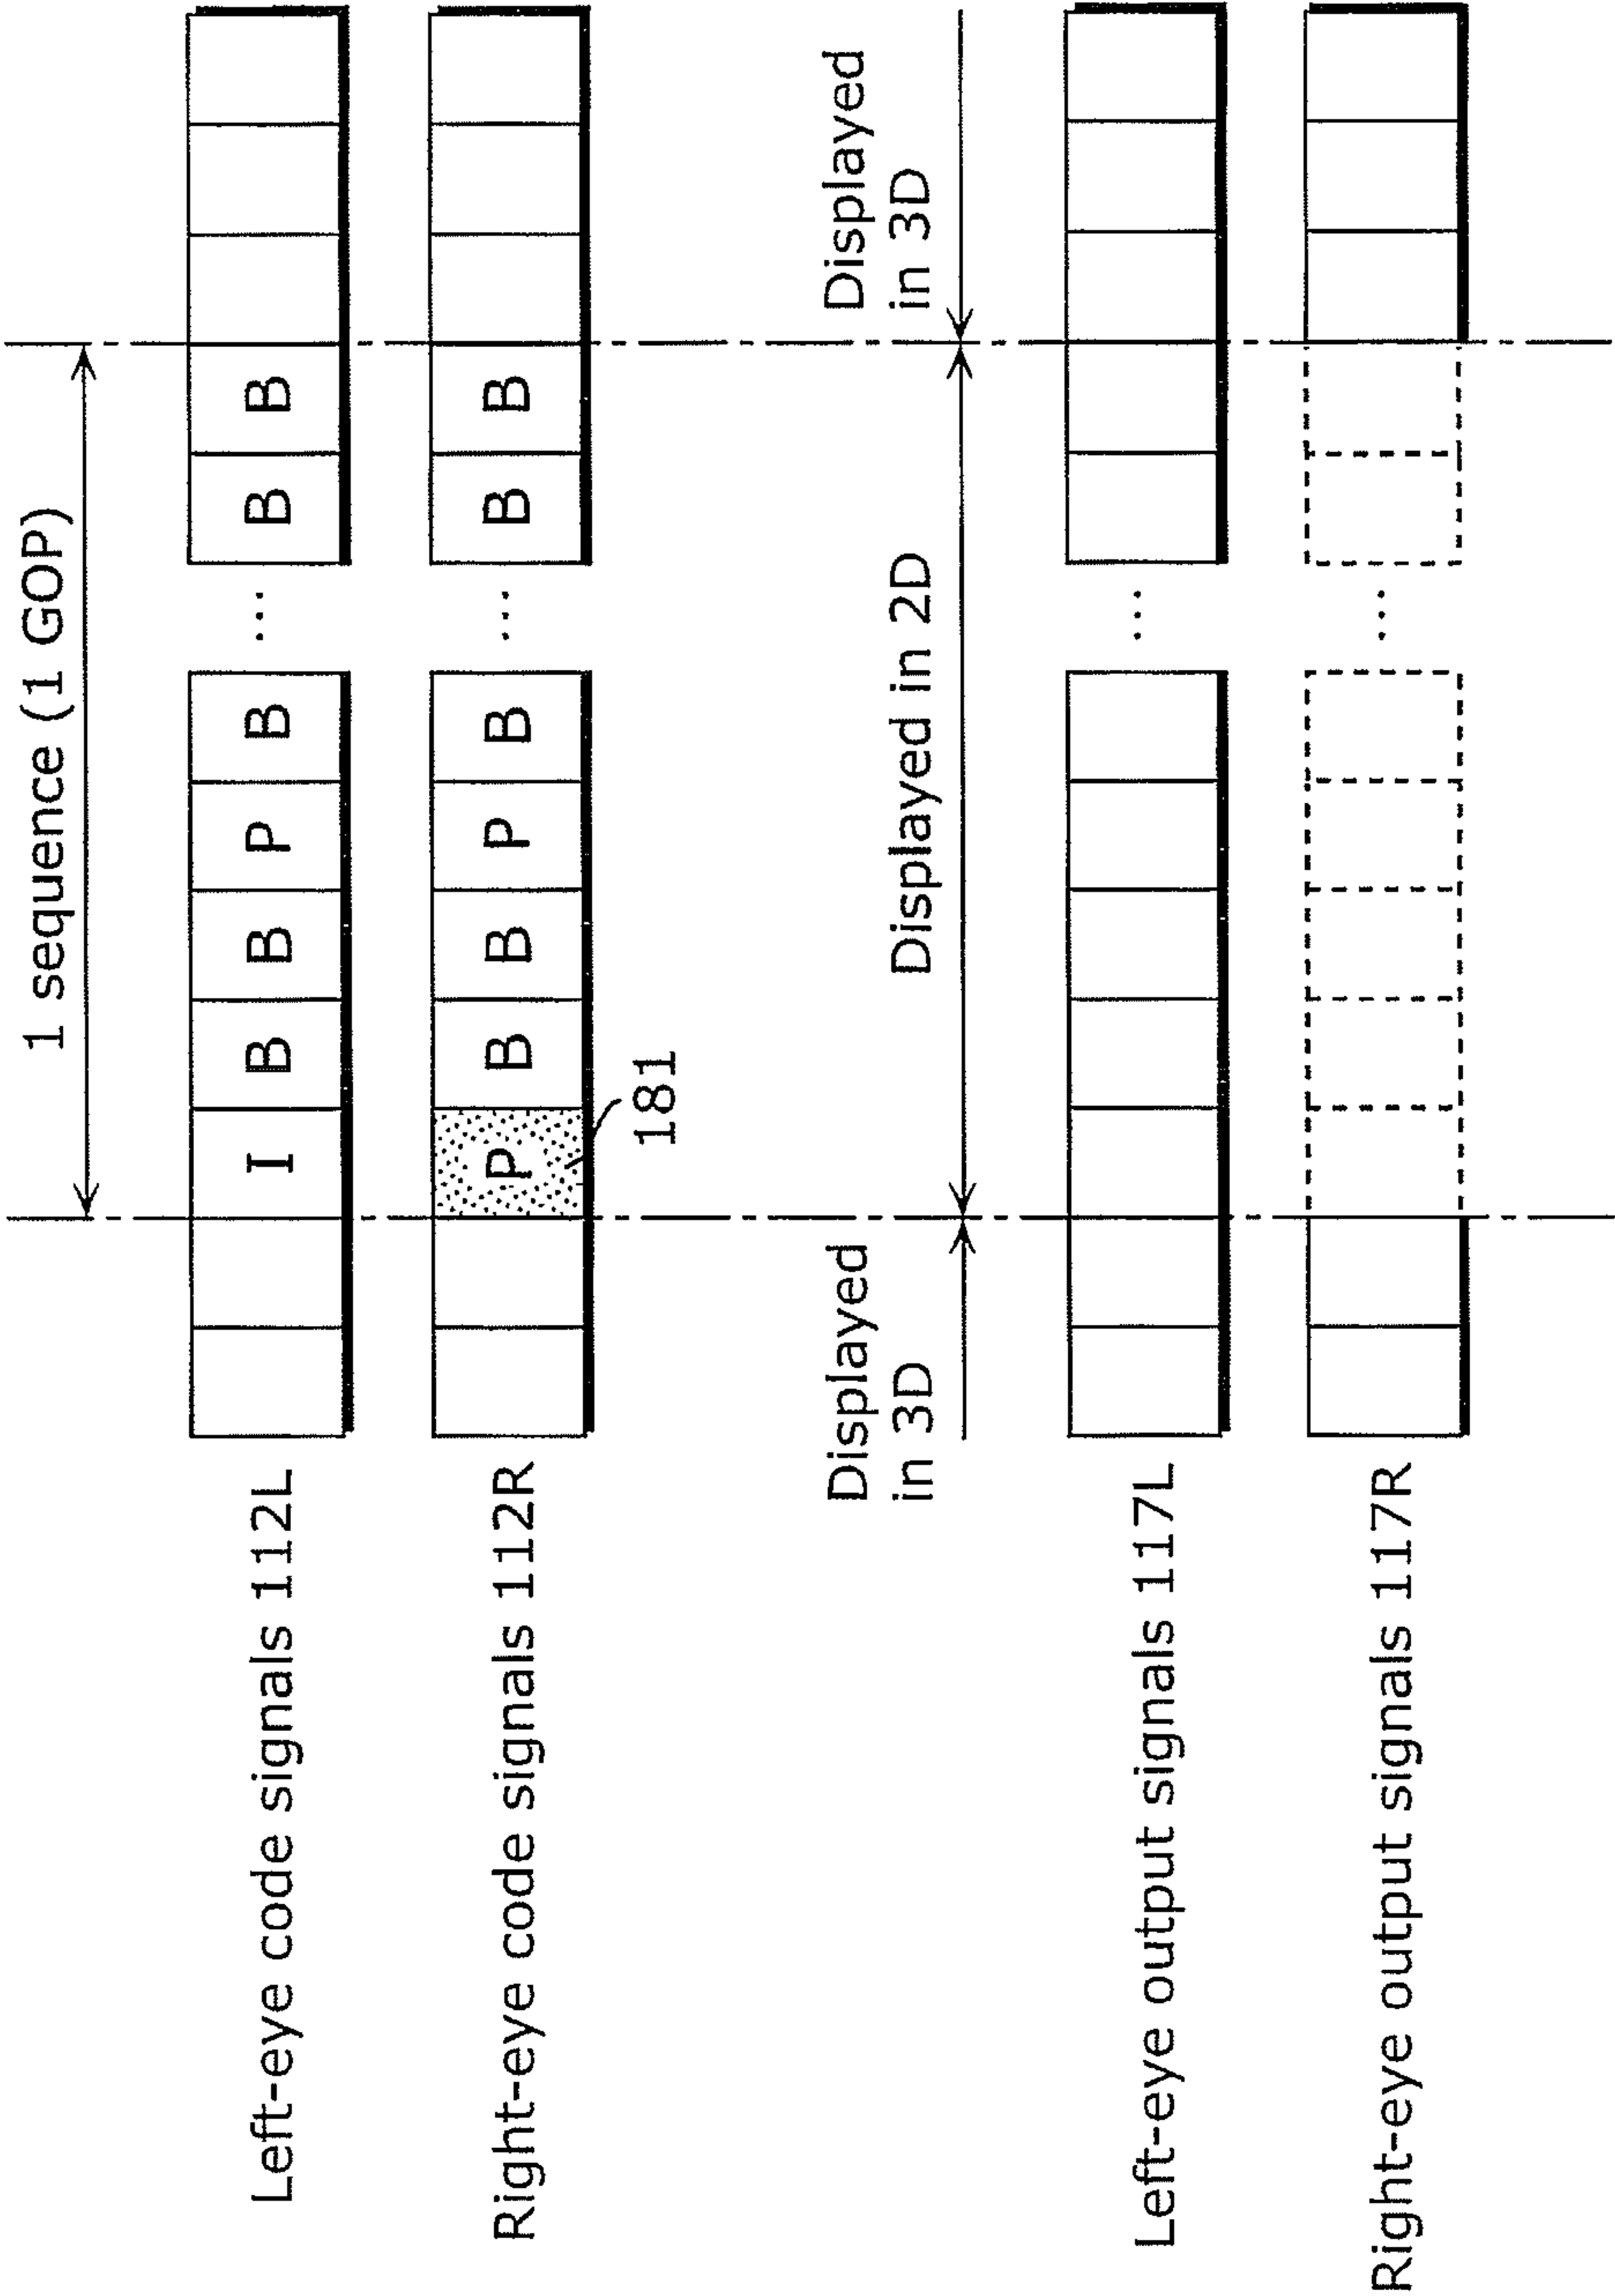 1 sequence (1 GOP)
Left-eye code signals 112L
I B B P B ... B B
Right-eye code signals 112R
P B B P B ... B B
181
Displayed
in 3D
Displayed in 2D
Displayed
in 3D
Left-eye output signals 117L
...
Right-eye output signals 117R
...